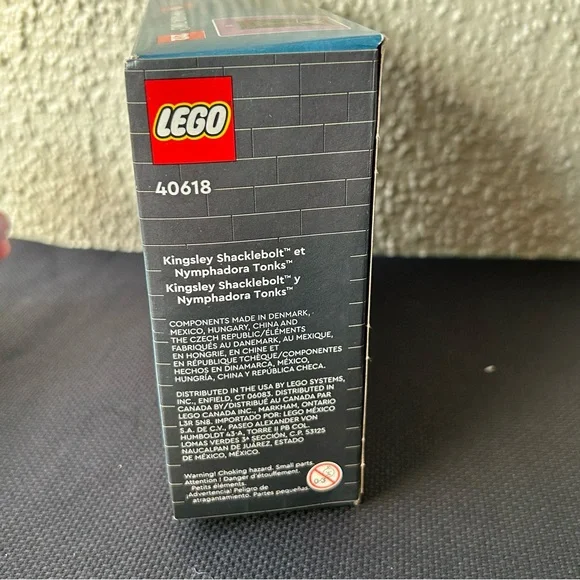 LEGO
40618
Kingsley Shacklebolt™ et
Nymphadora Tonks™
Kingsley Shacklebolt™ y
Nymphadora Tonks™
COMPONENTS MADE IN DENMARK,
MEXICO, HUNGARY, CHINA AND
THE CZECH REPUBLIC/ÉLÉMENTS
FABRIQUÉS AU DANEMARK, AU MEXIQUE,
EN HONGRIE, EN CHINE ET
EN RÉPUBLIQUE TCHÈQUE/COMPONENTES
HECHOS EN DINAMARCA, MÉXICO,
HUNGRÍA, CHINA Y REPÚBLICA CHECA.
DISTRIBUTED IN THE USA BY LEGO SYSTEMS,
INC., ENFIELD, CT 06083. DISTRIBUTED IN
CANADA BY/DISTRIBUÉ AU CANADA PAR
LEGO CANADA INC., MARKHAM, ONTARIO
L3R 5N8. IMPORTADO POR: LEGO MÉXICO
S.A. DE C.V., PASEO ALEXANDER VON
HUMBOLDT 43-A, TORRE II PB COL.
LOMAS VERDES 3ª SECCIÓN, C.P. 53125
NAUCALPAN DE JUÁREZ, ESTADO
DE MÉXICO, MÉXICO.
Warning! Choking hazard. Small parts.
Attention ! Danger d'étouffement.
Petits éléments.
¡Advertencia! Peligro de
atragantamiento. Partes pequeñas.
0-3